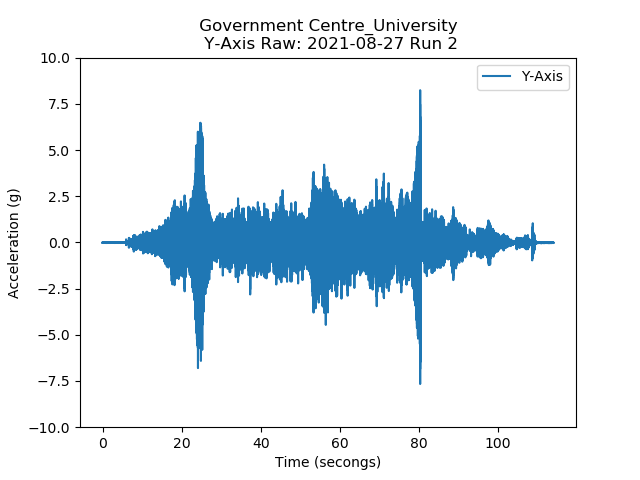 Government Centre_University
Y-Axis Raw: 2021-08-27 Run 2
Y-Axis
10.0
7.5
5.0
2.5
0.0
−2.5
−5.0
−7.5
−10.0
Acceleration (g)
0 20 40 60 80 100
Time (secongs)